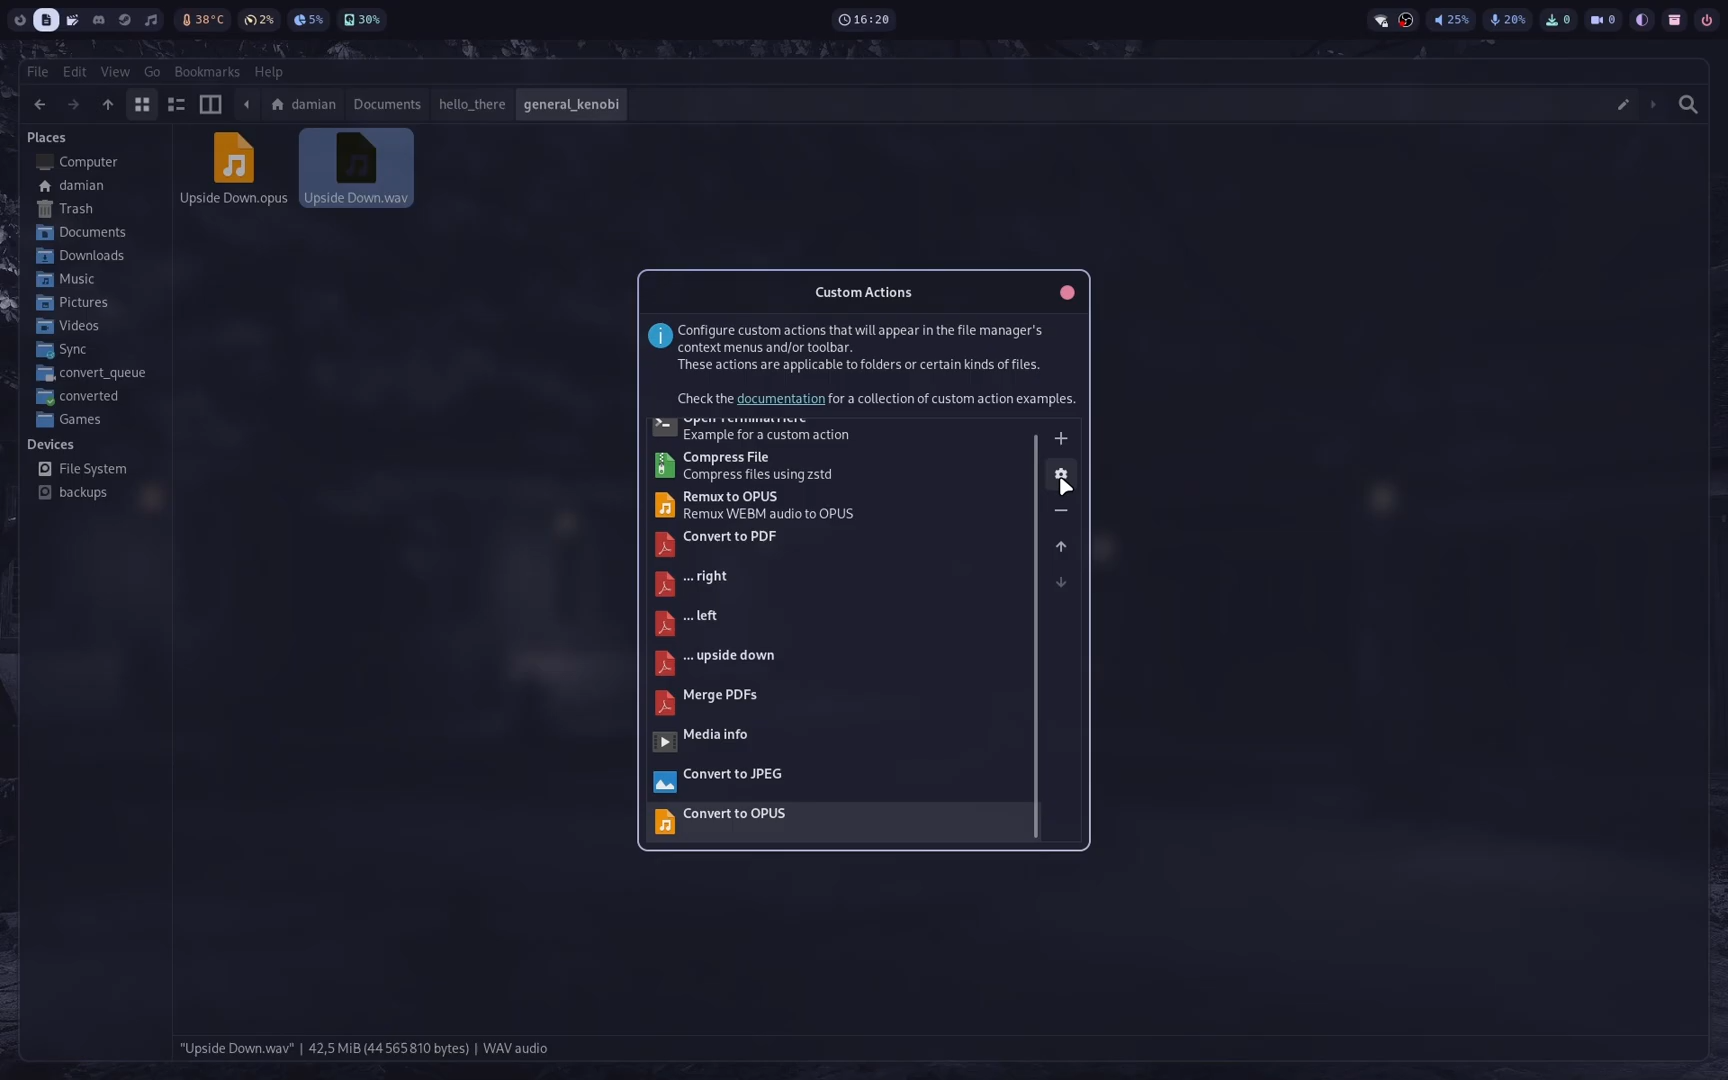 38°C 2% 5% 30% 16:20 25% 20% 0 0
File Edit View Go Bookmarks Help
damian Documents hello_there general_kenobi
Places
Computer
damian
Trash
Documents
Downloads
Music
Pictures
Videos
Sync
convert_queue
converted
Games
Devices
File System
backups
Upside Down.opus Upside Down.wav
Custom Actions
Configure custom actions that will appear in the file manager's
context menus and/or toolbar.
These actions are applicable to folders or certain kinds of files.
Check the documentation for a collection of custom action examples.
Open Terminal Here
Example for a custom action
Compress File
Compress files using zstd
Remux to OPUS
Remux WEBM audio to OPUS
Convert to PDF
... right
... left
... upside down
Merge PDFs
Media info
Convert to JPEG
Convert to OPUS
"Upside Down.wav" | 42,5 MiB (44 565 810 bytes) | WAV audio